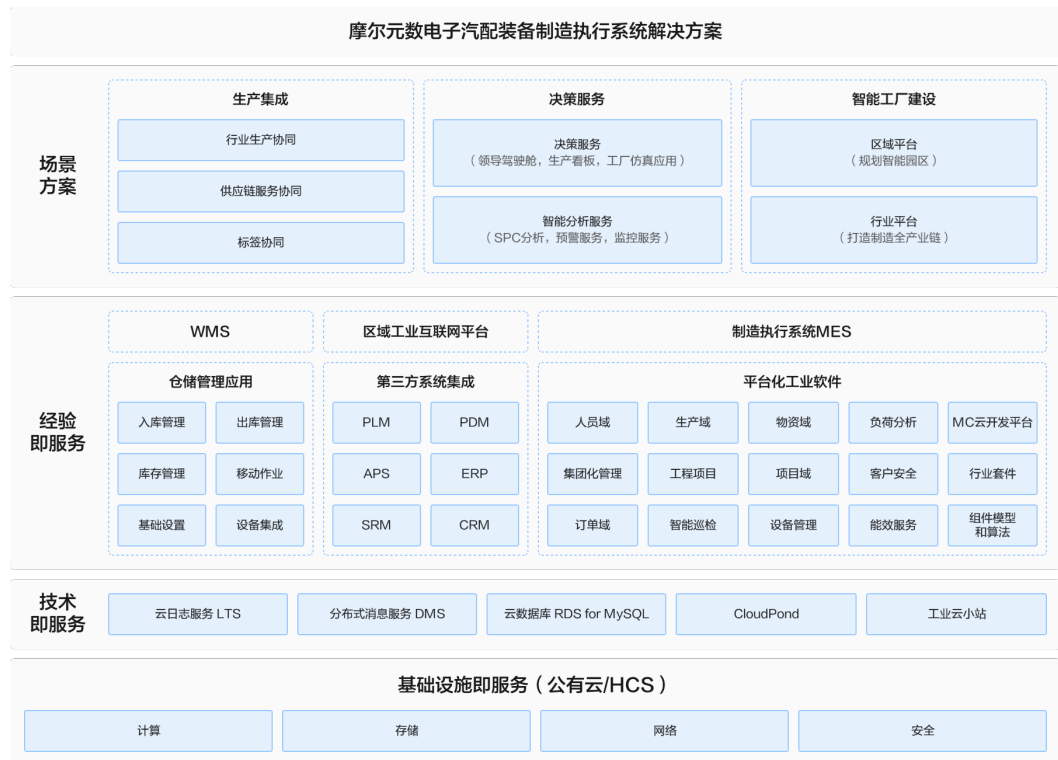 摩尔元数电子汽配装备制造执行系统解决方案
场景
方案
生产集成
行业生产协同
供应链服务协同
标签协同
决策服务
决策服务
（领导驾驶舱，生产看板，工厂仿真应用）
智能分析服务
（SPC分析，预警服务，监控服务）
智能工厂建设
区域平台
（规划智能园区）
行业平台
（打造制造全产业链）
经验
即服务
WMS
仓储管理应用
入库管理
出库管理
库存管理
移动作业
基础设置
设备集成
区域工业互联网平台
第三方系统集成
PLM
PDM
APS
ERP
SRM
CRM
制造执行系统MES
平台化工业软件
人员域
生产域
物资域
负荷分析
MC云开发平台
集团化管理
工程项目
项目域
客户安全
行业套件
订单域
智能巡检
设备管理
能效服务
组件模型
和算法
技术
即服务
云日志服务 LTS
分布式消息服务 DMS
云数据库 RDS for MySQL
CloudPond
工业云小站
基础设施即服务（公有云/HCS）
计算
存储
网络
安全